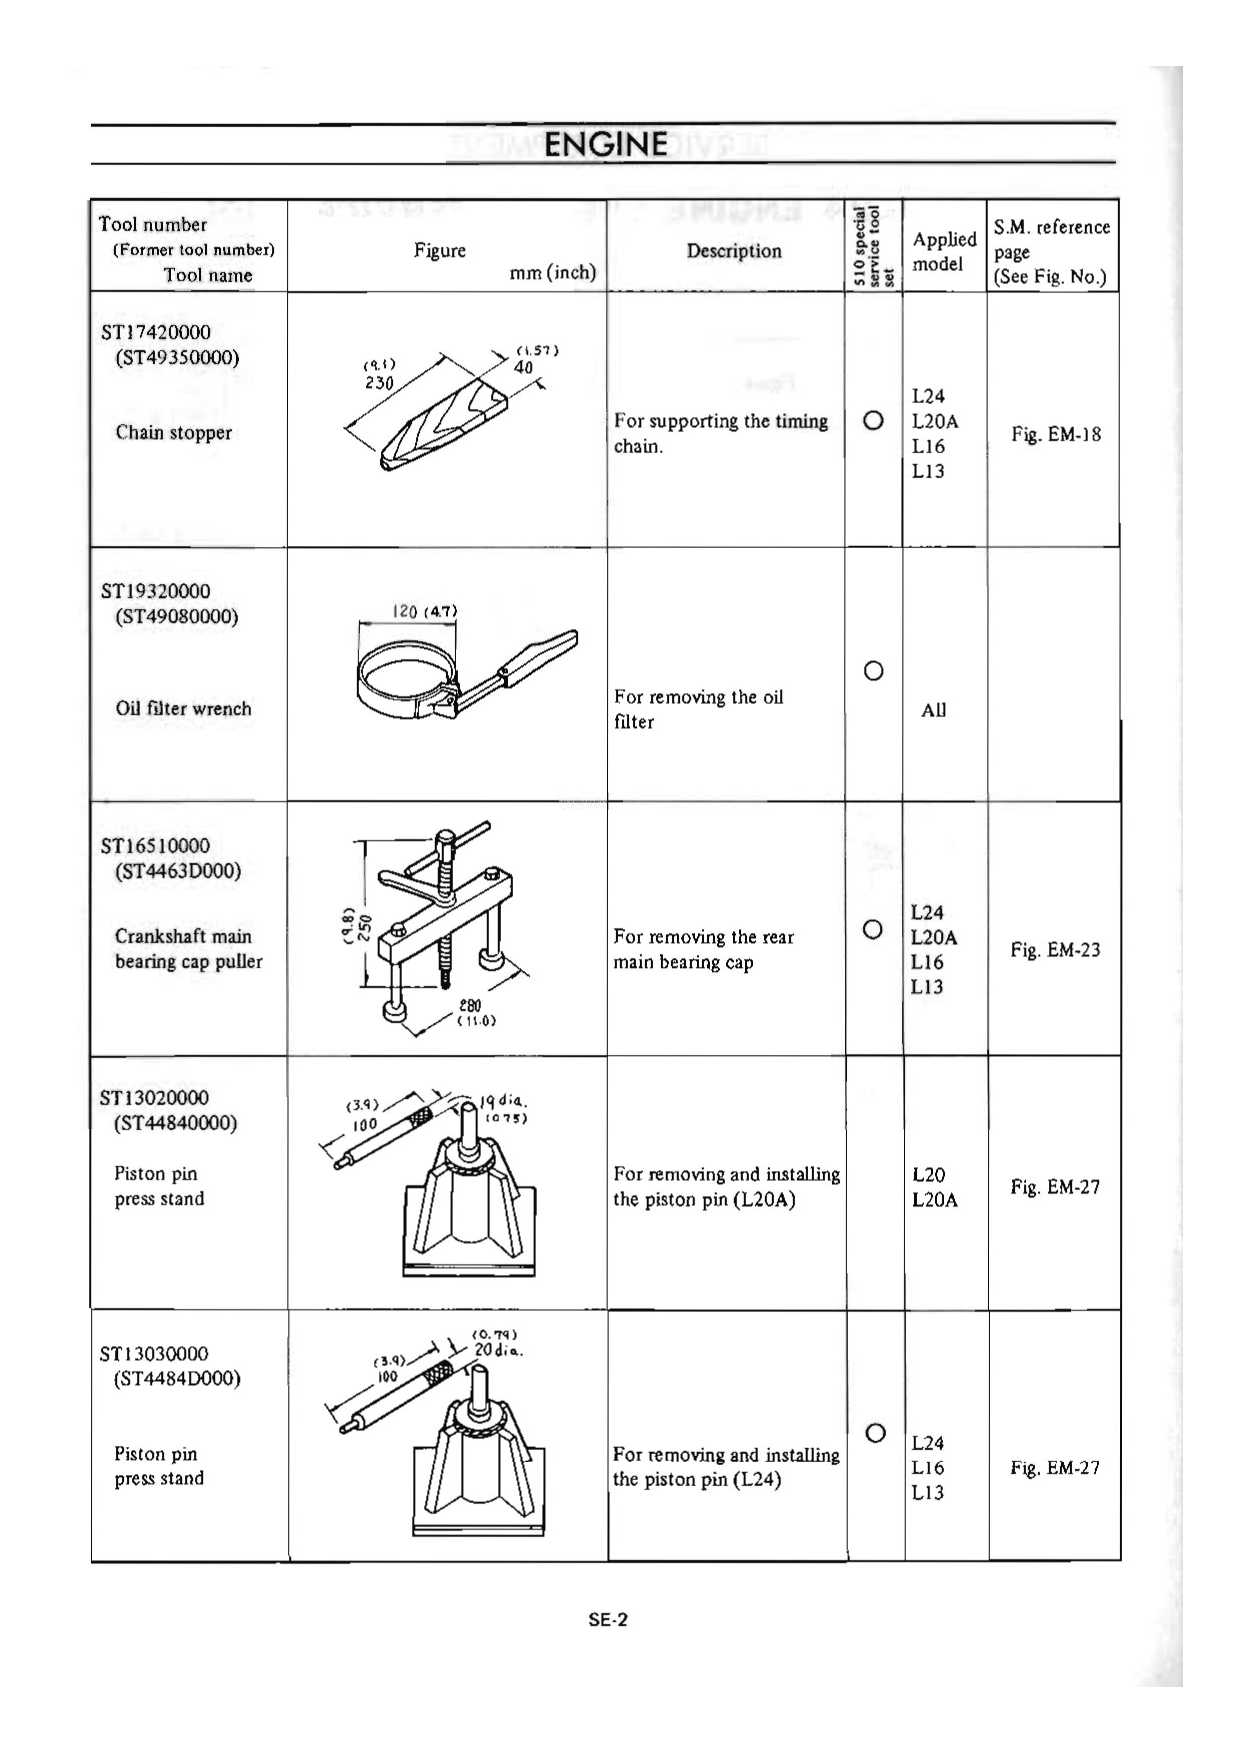 ENGINE
Tool number
(Former tool number)
Tool name
Figure
mm (inch)
Description
510 special
service tool
set
Applied
model
S.M. reference
page
(See Fig. No.)
ST17420000
(ST49350000)
Chain stopper
(9.1)
230
(1.57)
40
For supporting the timing
chain.
O
L24
L20A
L16
L13
Fig. EM-18
ST19320000
(ST49080000)
Oil filter wrench
120 (4.7)
For removing the oil
filter
O
All
ST16510000
(ST4463D000)
Crankshaft main
bearing cap puller
(9.8)
250
280
(11.0)
For removing the rear
main bearing cap
O
L24
L20A
L16
L13
Fig. EM-23
ST13020000
(ST44840000)
Piston pin
press stand
(3.9)
100
19 dia.
(0.75)
For removing and installing
the piston pin (L20A)
L20
L20A
Fig. EM-27
ST13030000
(ST4484D000)
Piston pin
press stand
(3.9)
100
(0.79)
20 dia.
For removing and installing
the piston pin (L24)
O
L24
L16
L13
Fig. EM-27
SE-2